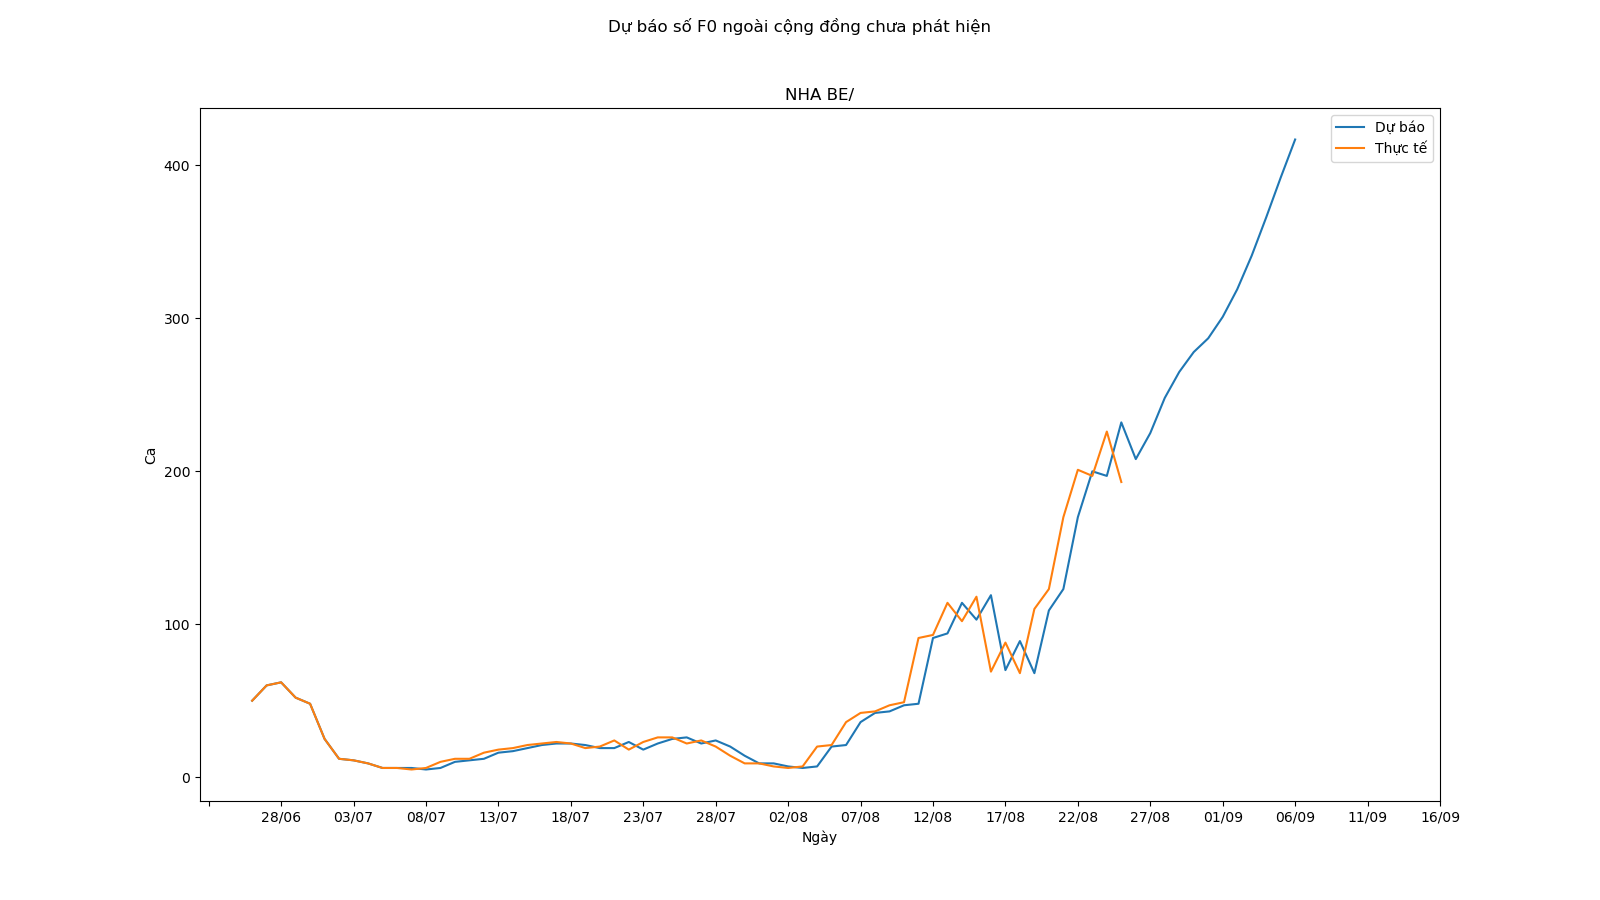 Dự báo số F0 ngoài cộng đồng chưa phát hiện
NHA BE/
Dự báo
Thực tế
400
300
200
100
0
Ca
28/06 03/07 08/07 13/07 18/07 23/07 28/07 02/08 07/08 12/08 17/08 22/08 27/08 01/09 06/09 11/09 16/09
Ngày